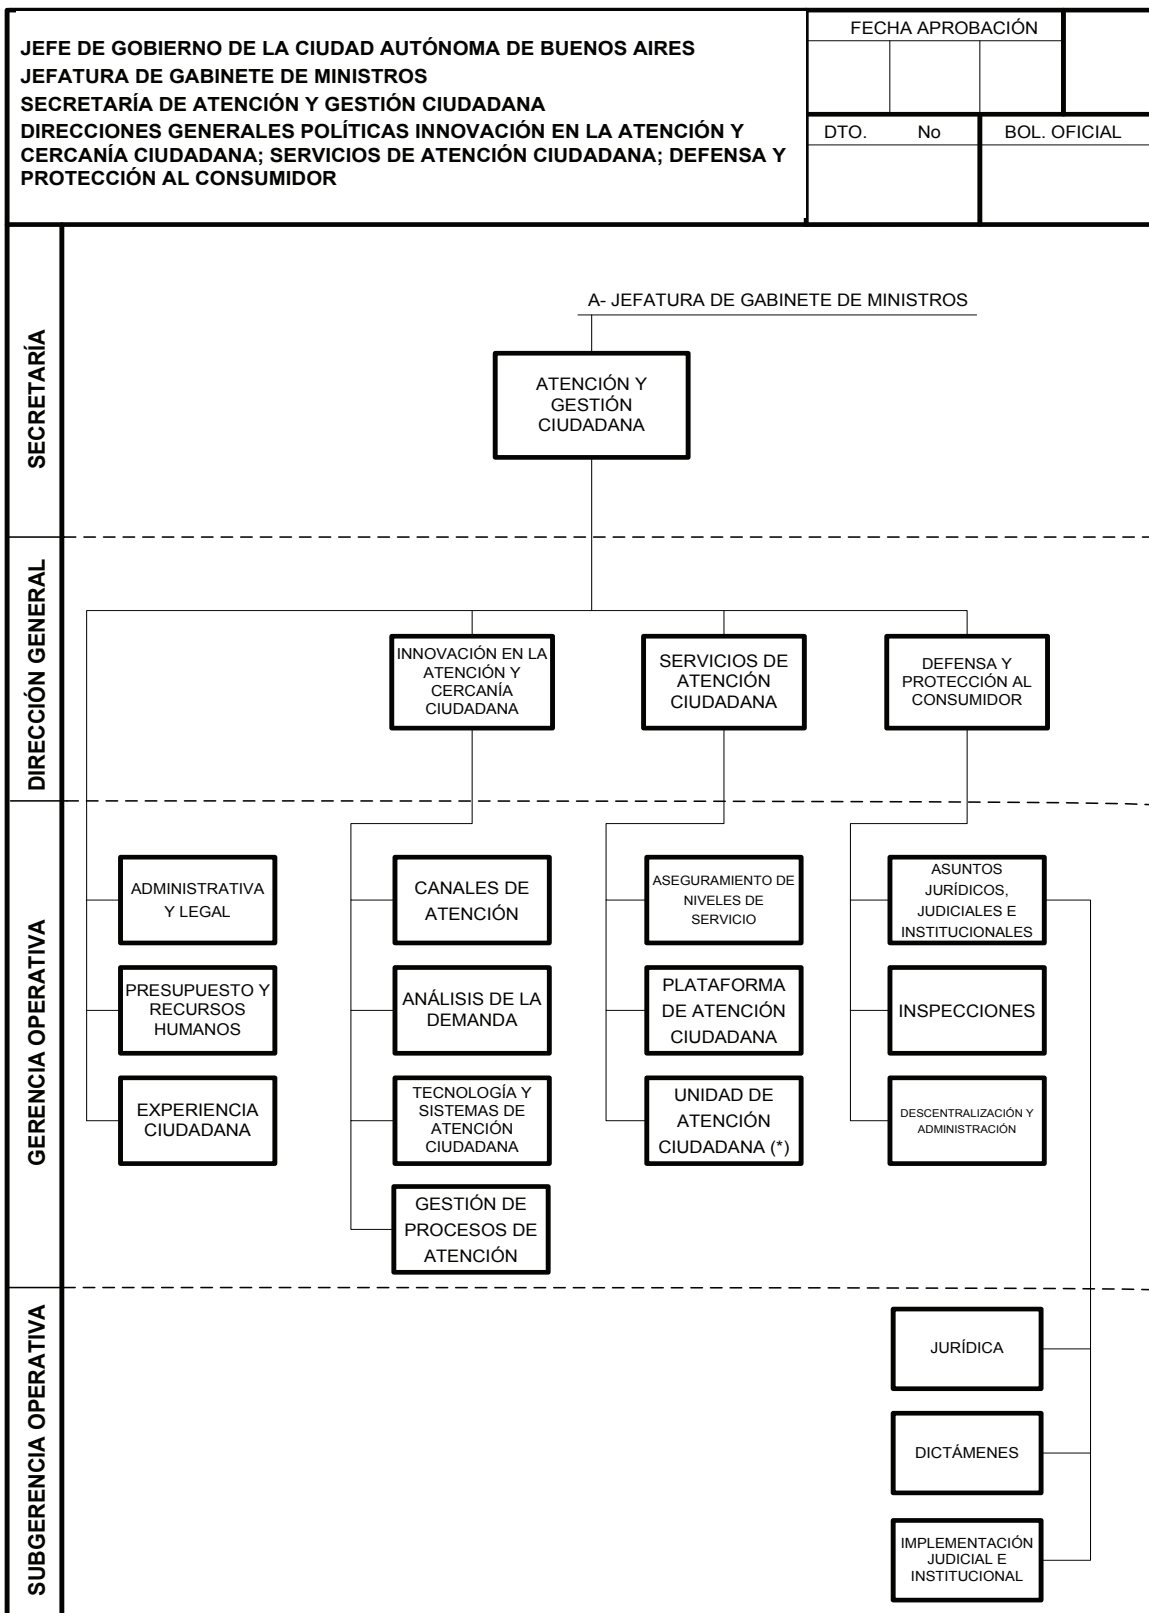 JEFE DE GOBIERNO DE LA CIUDAD AUTÓNOMA DE BUENOS AIRES
JEFATURA DE GABINETE DE MINISTROS
SECRETARÍA DE ATENCIÓN Y GESTIÓN CIUDADANA
DIRECCIONES GENERALES POLÍTICAS INNOVACIÓN EN LA ATENCIÓN Y
CERCANÍA CIUDADANA; SERVICIOS DE ATENCIÓN CIUDADANA; DEFENSA Y
PROTECCIÓN AL CONSUMIDOR
FECHA APROBACIÓN
DTO. No
BOL. OFICIAL
SECRETARÍA
A- JEFATURA DE GABINETE DE MINISTROS
ATENCIÓN Y
GESTIÓN
CIUDADANA
DIRECCIÓN GENERAL
INNOVACIÓN EN LA
ATENCIÓN Y
CERCANÍA
CIUDADANA
SERVICIOS DE
ATENCIÓN
CIUDADANA
DEFENSA Y
PROTECCIÓN AL
CONSUMIDOR
GERENCIA OPERATIVA
ADMINISTRATIVA
Y LEGAL
PRESUPUESTO Y
RECURSOS
HUMANOS
EXPERIENCIA
CIUDADANA
CANALES DE
ATENCIÓN
ANÁLISIS DE LA
DEMANDA
TECNOLOGÍA Y
SISTEMAS DE
ATENCIÓN
CIUDADANA
GESTIÓN DE
PROCESOS DE
ATENCIÓN
ASEGURAMIENTO DE
NIVELES DE
SERVICIO
PLATAFORMA
DE ATENCIÓN
CIUDADANA
UNIDAD DE
ATENCIÓN
CIUDADANA (*)
ASUNTOS
JURÍDICOS,
JUDICIALES E
INSTITUCIONALES
INSPECCIONES
DESCENTRALIZACIÓN Y
ADMINISTRACIÓN
SUBGERENCIA OPERATIVA
JURÍDICA
DICTÁMENES
IMPLEMENTACIÓN
JUDICIAL E
INSTITUCIONAL